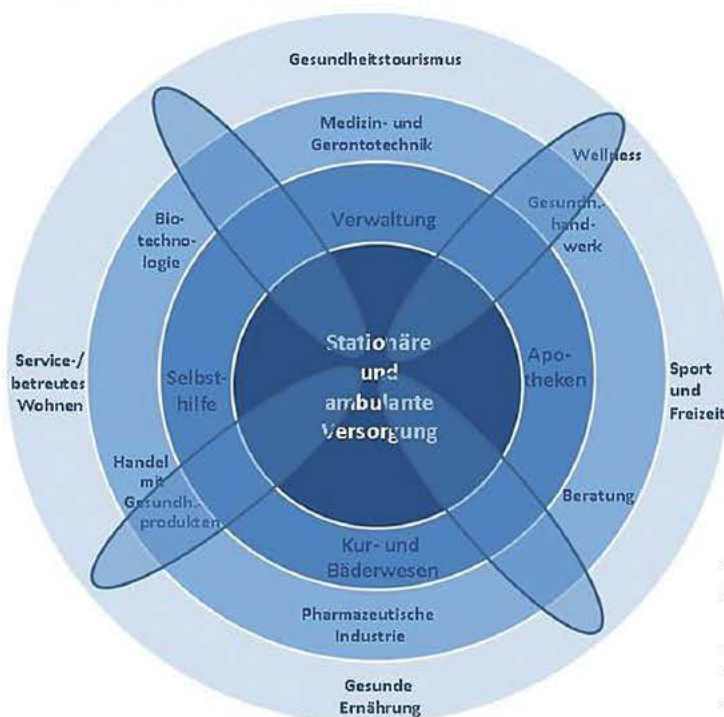 Gesundheitstourismus
Medizin- und
Gerontotechnik
Wellness
Gesundh.-
hand-
werk
Verwaltung
Bio-
technolo-
logie
Stationäre
und
ambulante
Versorgung
Apo-
theken
Selbst-
hilfe
Service-/
betreutes
Wohnen
Sport
und
Freizeit
Handel
mit
Gesundh.-
produkten
Beratung
Kur- und
Bäderwesen
Pharmazeutische
Industrie
Gesunde
Ernährung